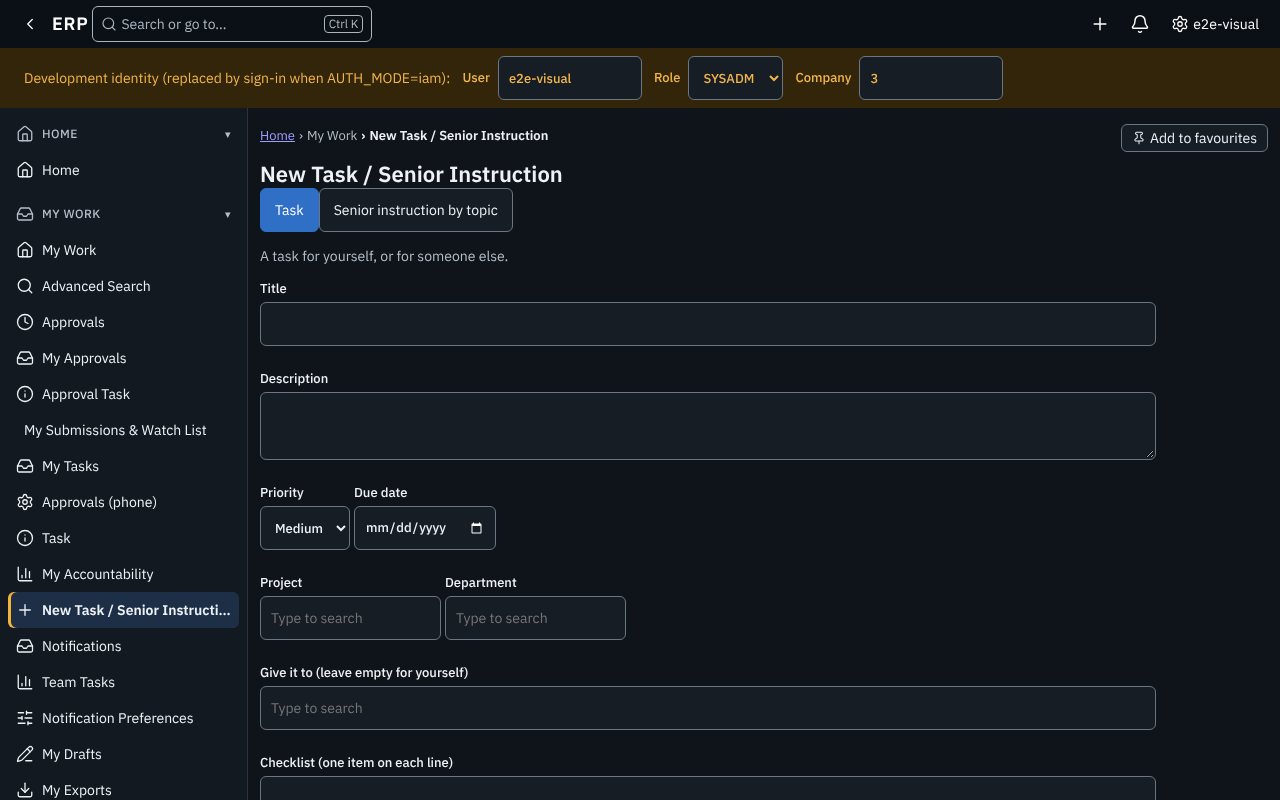 ERP
Search or go to...
Ctrl K
e2e-visual
Development identity (replaced by sign-in when AUTH_MODE=iam):
User
e2e-visual
Role
SYSADM
Company
3
HOME
Home
MY WORK
My Work
Advanced Search
Approvals
My Approvals
Approval Task
My Submissions & Watch List
My Tasks
Approvals (phone)
Task
My Accountability
New Task / Senior Instructi...
Notifications
Team Tasks
Notification Preferences
My Drafts
My Exports
Home › My Work › New Task / Senior Instruction
Add to favourites
New Task / Senior Instruction
Task
Senior instruction by topic
A task for yourself, or for someone else.
Title
Description
Priority
Due date
Medium
mm/dd/yyyy
Project
Department
Type to search
Type to search
Give it to (leave empty for yourself)
Type to search
Checklist (one item on each line)